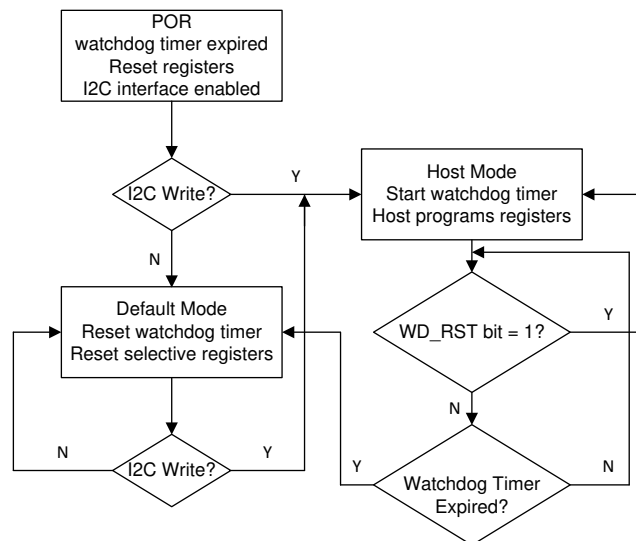 POR
watchdog timer expired
Reset registers
I2C interface enabled
I2C Write?
Y
N
Host Mode
Start watchdog timer
Host programs registers
Default Mode
Reset watchdog timer
Reset selective registers
WD_RST bit = 1?
Y
N
I2C Write?
N
Y
Watchdog Timer
Expired?
Y
N